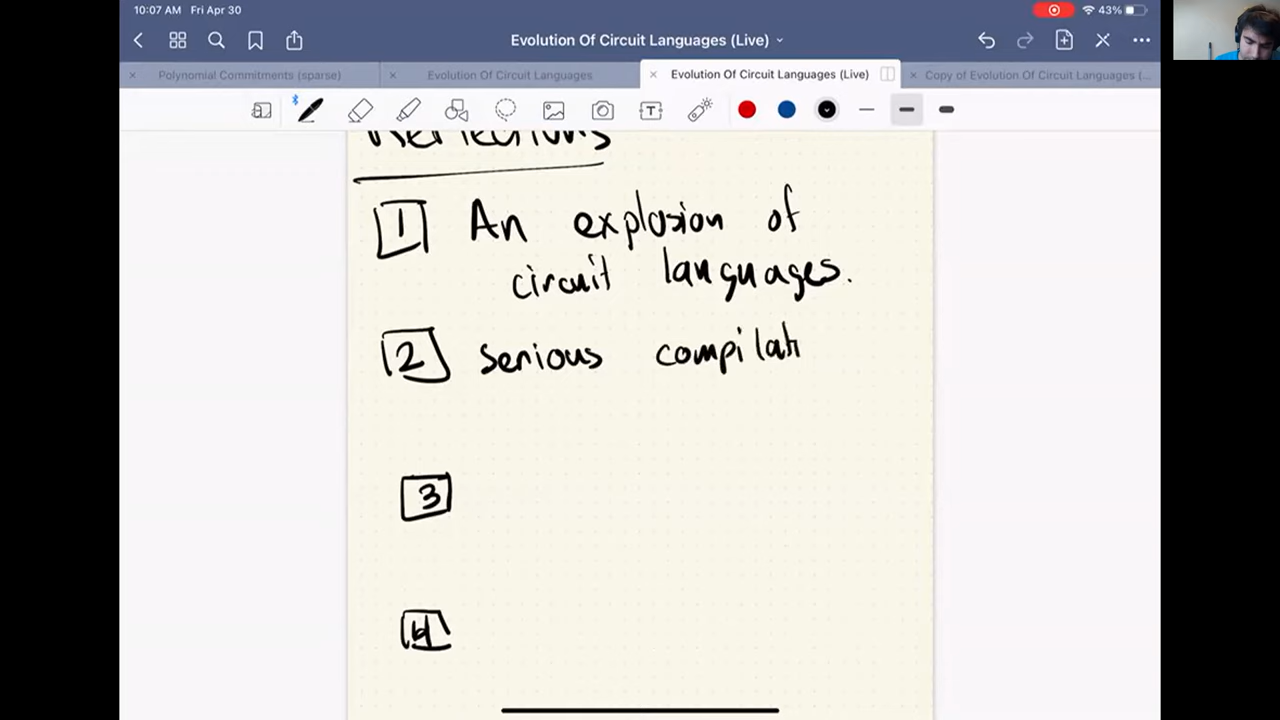 10:07 AM Fri Apr 30
43%
Evolution Of Circuit Languages (Live)
Polynomial Commitments (sparse)
Evolution Of Circuit Languages
Evolution Of Circuit Languages (Live)
Copy of Evolution Of Circuit Languages (...
T
Reflections
1 An explosion of
circuit languages.
2 serious compilati
3
4